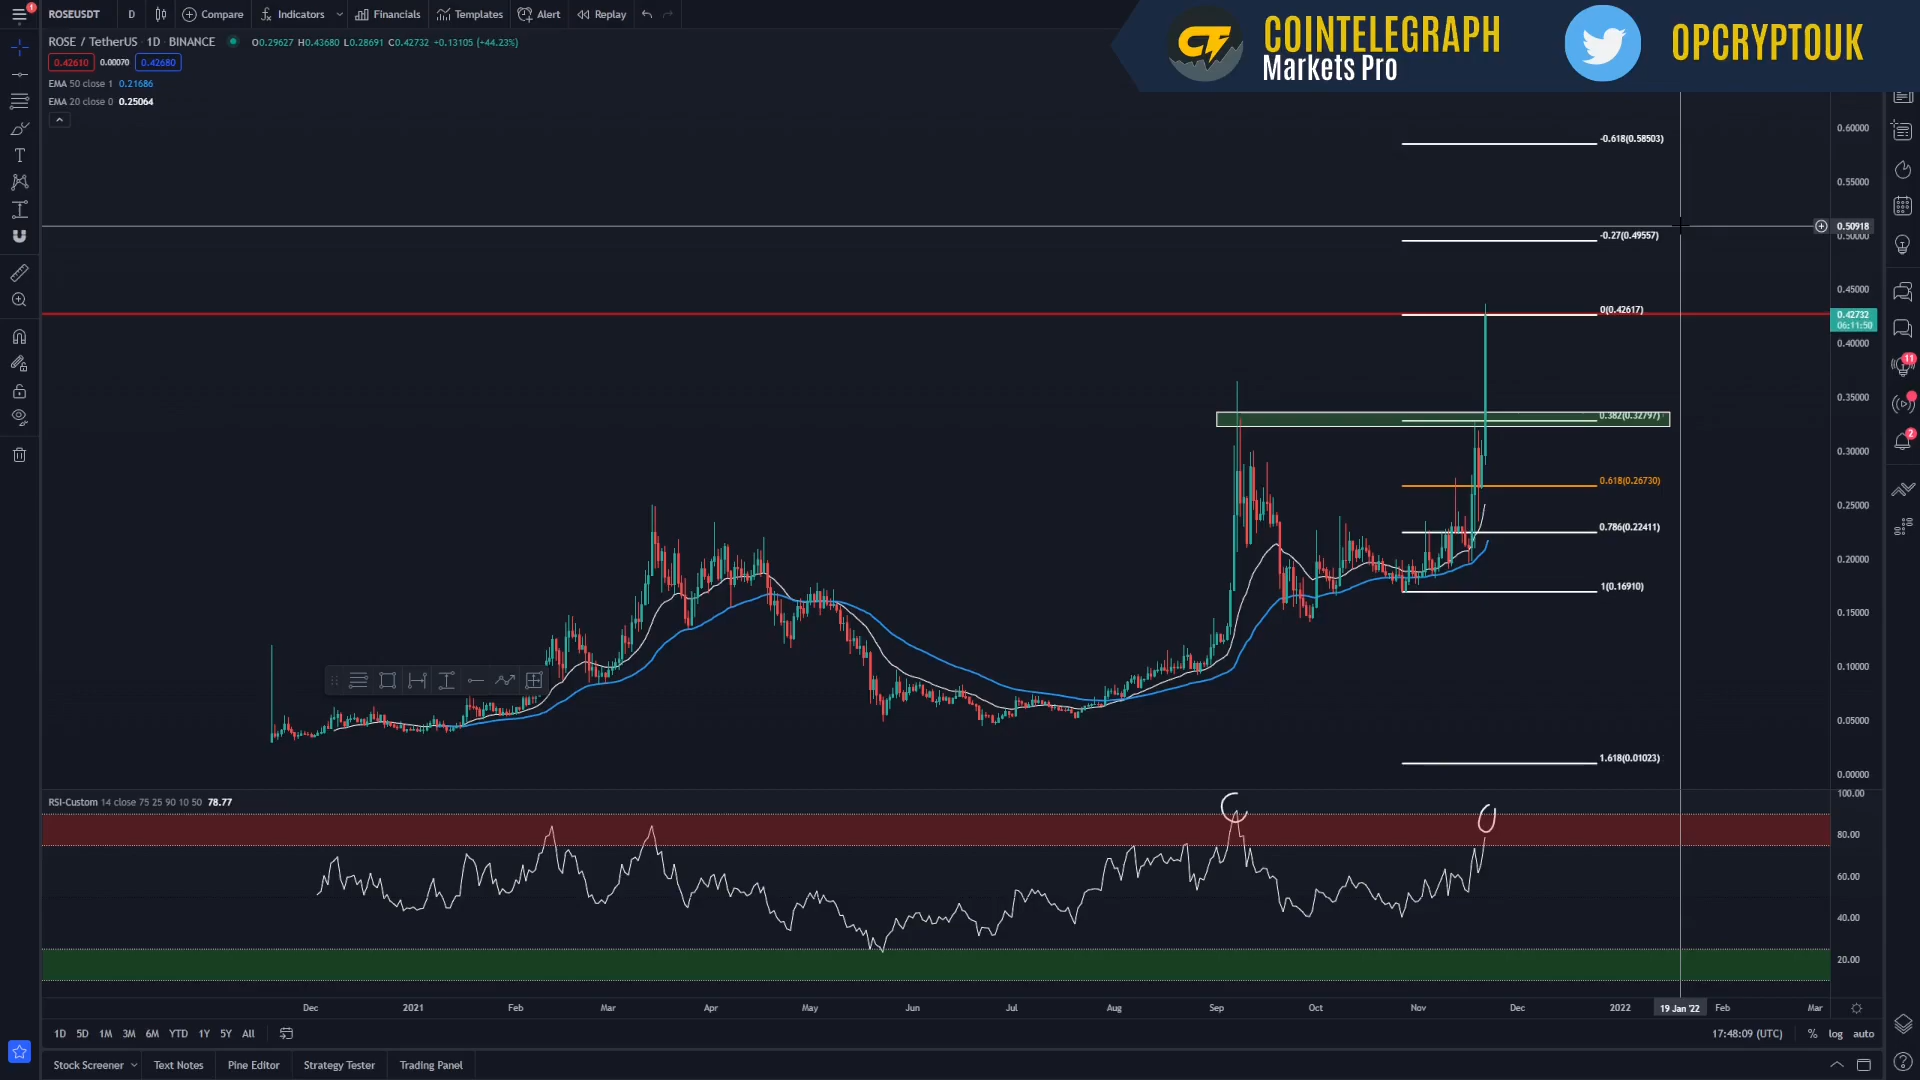 ROSEUSDT D Compare Indicators Financials Templates Alert Replay
COINTELEGRAPH
Markets Pro
OPCRYPTOUK
ROSE / TetherUS · 1D · BINANCE O0.29627 H0.43680 L0.28691 C0.42732 +0.13105 (+44.23%)
0.42610 0.00070 0.42680
EMA 50 close 1 0.21686
EMA 20 close 0 0.25064
0.60000
-0.618(0.58503)
0.55000
0.50918
-0.27(0.49557)
0.50000
0.45000
0(0.42617)
0.42732
06:11:50
0.40000
0.35000
0.382(0.32797)
0.30000
0.618(0.26730)
0.25000
0.786(0.22411)
0.20000
1(0.16910)
0.15000
0.10000
0.05000
1.618(0.01023)
0.00000
RSI-Custom 14 close 75 25 90 10 50 78.77
100.00
80.00
60.00
40.00
20.00
Dec 2021 Feb Mar Apr May Jun Jul Aug Sep Oct Nov Dec 2022 19 Jan '22 Feb Mar
1D 5D 1M 3M 6M YTD 1Y 5Y All 17:48:09 (UTC) % log auto
Stock Screener Text Notes Pine Editor Strategy Tester Trading Panel
1
11
2